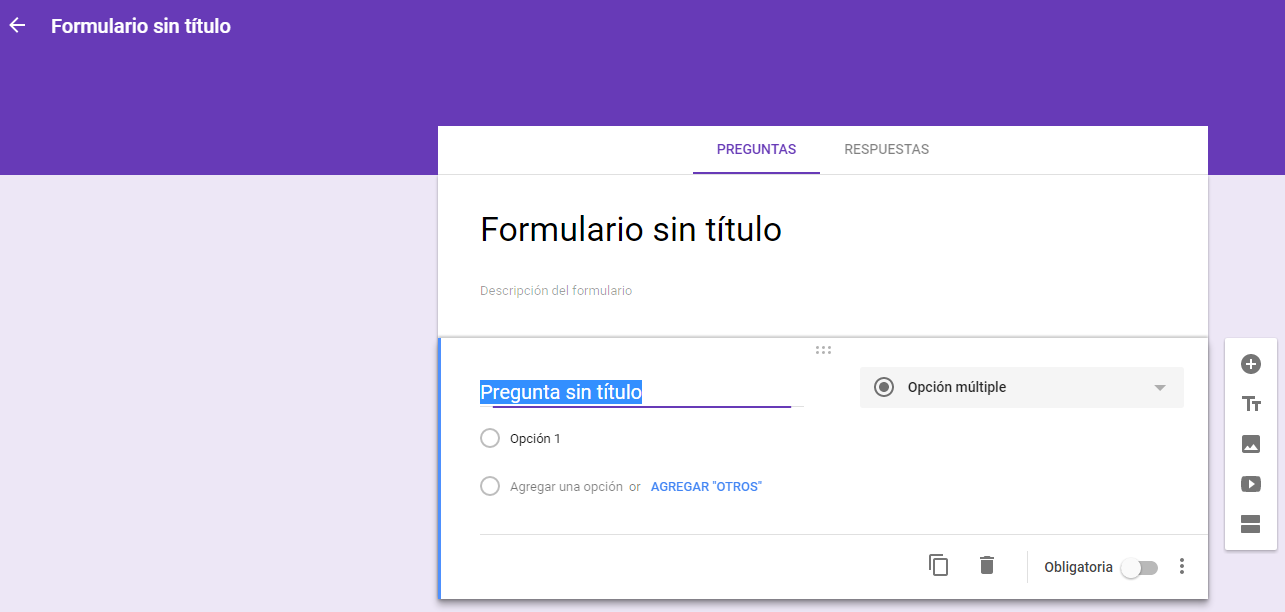 Formulario sin título
PREGUNTAS RESPUESTAS
Formulario sin título
Descripción del formulario
Pregunta sin título
Opción múltiple
Opción 1
Agregar una opción or AGREGAR "OTROS"
Obligatoria